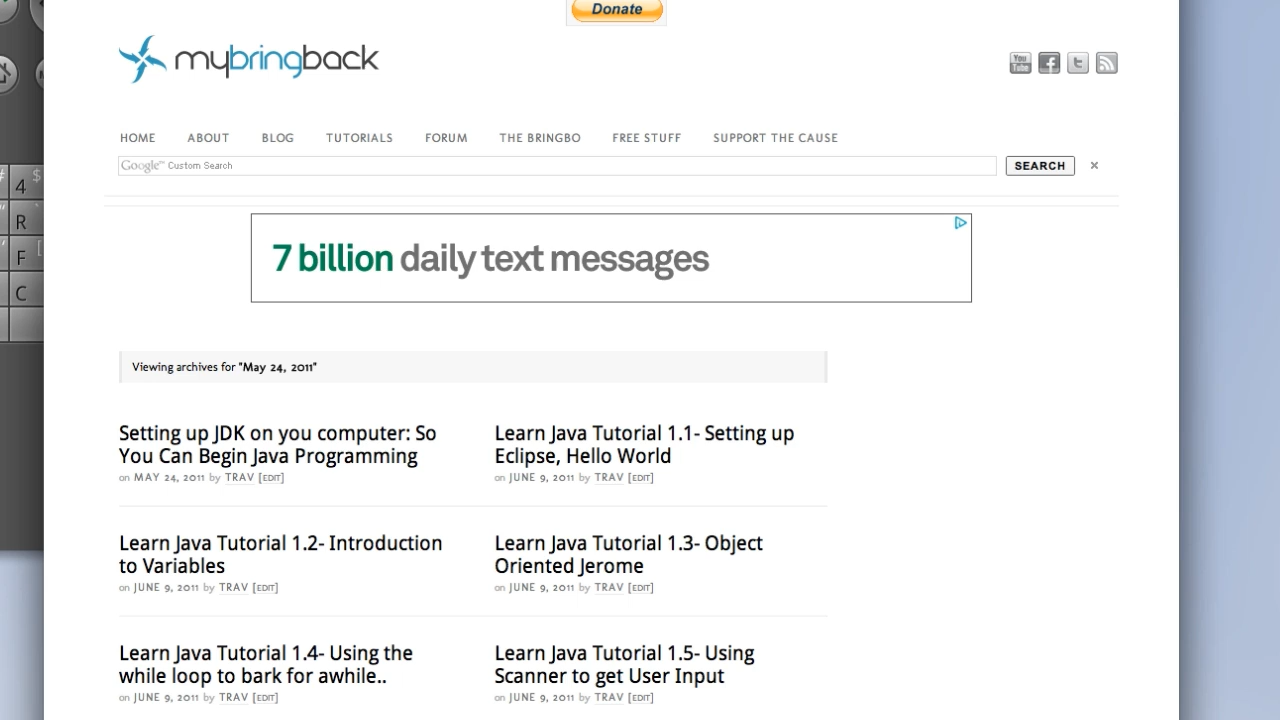 Donate
mybringback
You Tube
HOME ABOUT BLOG TUTORIALS FORUM THE BRINGBO FREE STUFF SUPPORT THE CAUSE
Google™ Custom Search
SEARCH ×
7 billion daily text messages
Viewing archives for "May 24, 2011"
Setting up JDK on you computer: So
You Can Begin Java Programming
on MAY 24, 2011 by TRAV [EDIT]
Learn Java Tutorial 1.1- Setting up
Eclipse, Hello World
on JUNE 9, 2011 by TRAV [EDIT]
Learn Java Tutorial 1.2- Introduction
to Variables
on JUNE 9, 2011 by TRAV [EDIT]
Learn Java Tutorial 1.3- Object
Oriented Jerome
on JUNE 9, 2011 by TRAV [EDIT]
Learn Java Tutorial 1.4- Using the
while loop to bark for awhile..
on JUNE 9, 2011 by TRAV [EDIT]
Learn Java Tutorial 1.5- Using
Scanner to get User Input
on JUNE 9, 2011 by TRAV [EDIT]
4 $
R
F [
C